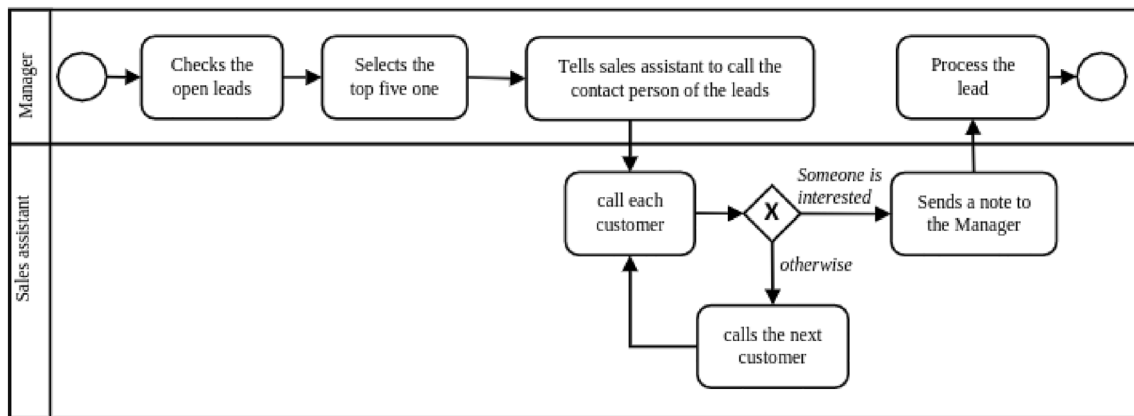 Manager
Checks the
open leads
Selects the
top five one
Tells sales assistant to call the
contact person of the leads
Process the
lead
Sales assistant
call each
customer
X
Someone is
interested
Sends a note to
the Manager
otherwise
calls the next
customer